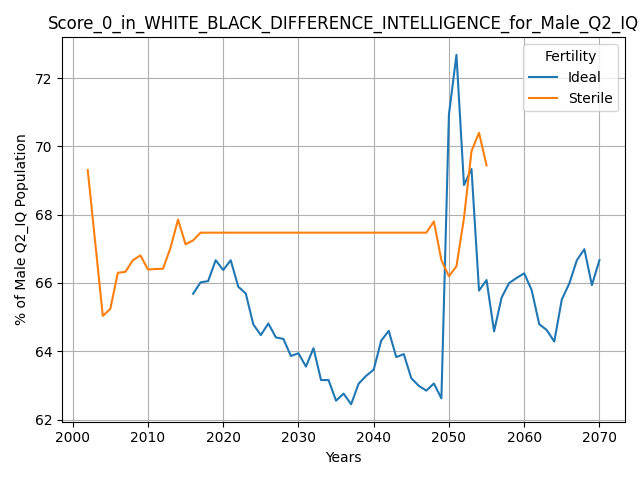 Score_0_in_WHITE_BLACK_DIFFERENCE_INTELLIGENCE_for_Male_Q2_IQ
Fertility
Ideal
Sterile
% of Male Q2_IQ Population
72
70
68
66
64
62
2000
2010
2020
2030
2040
2050
2060
2070
Years